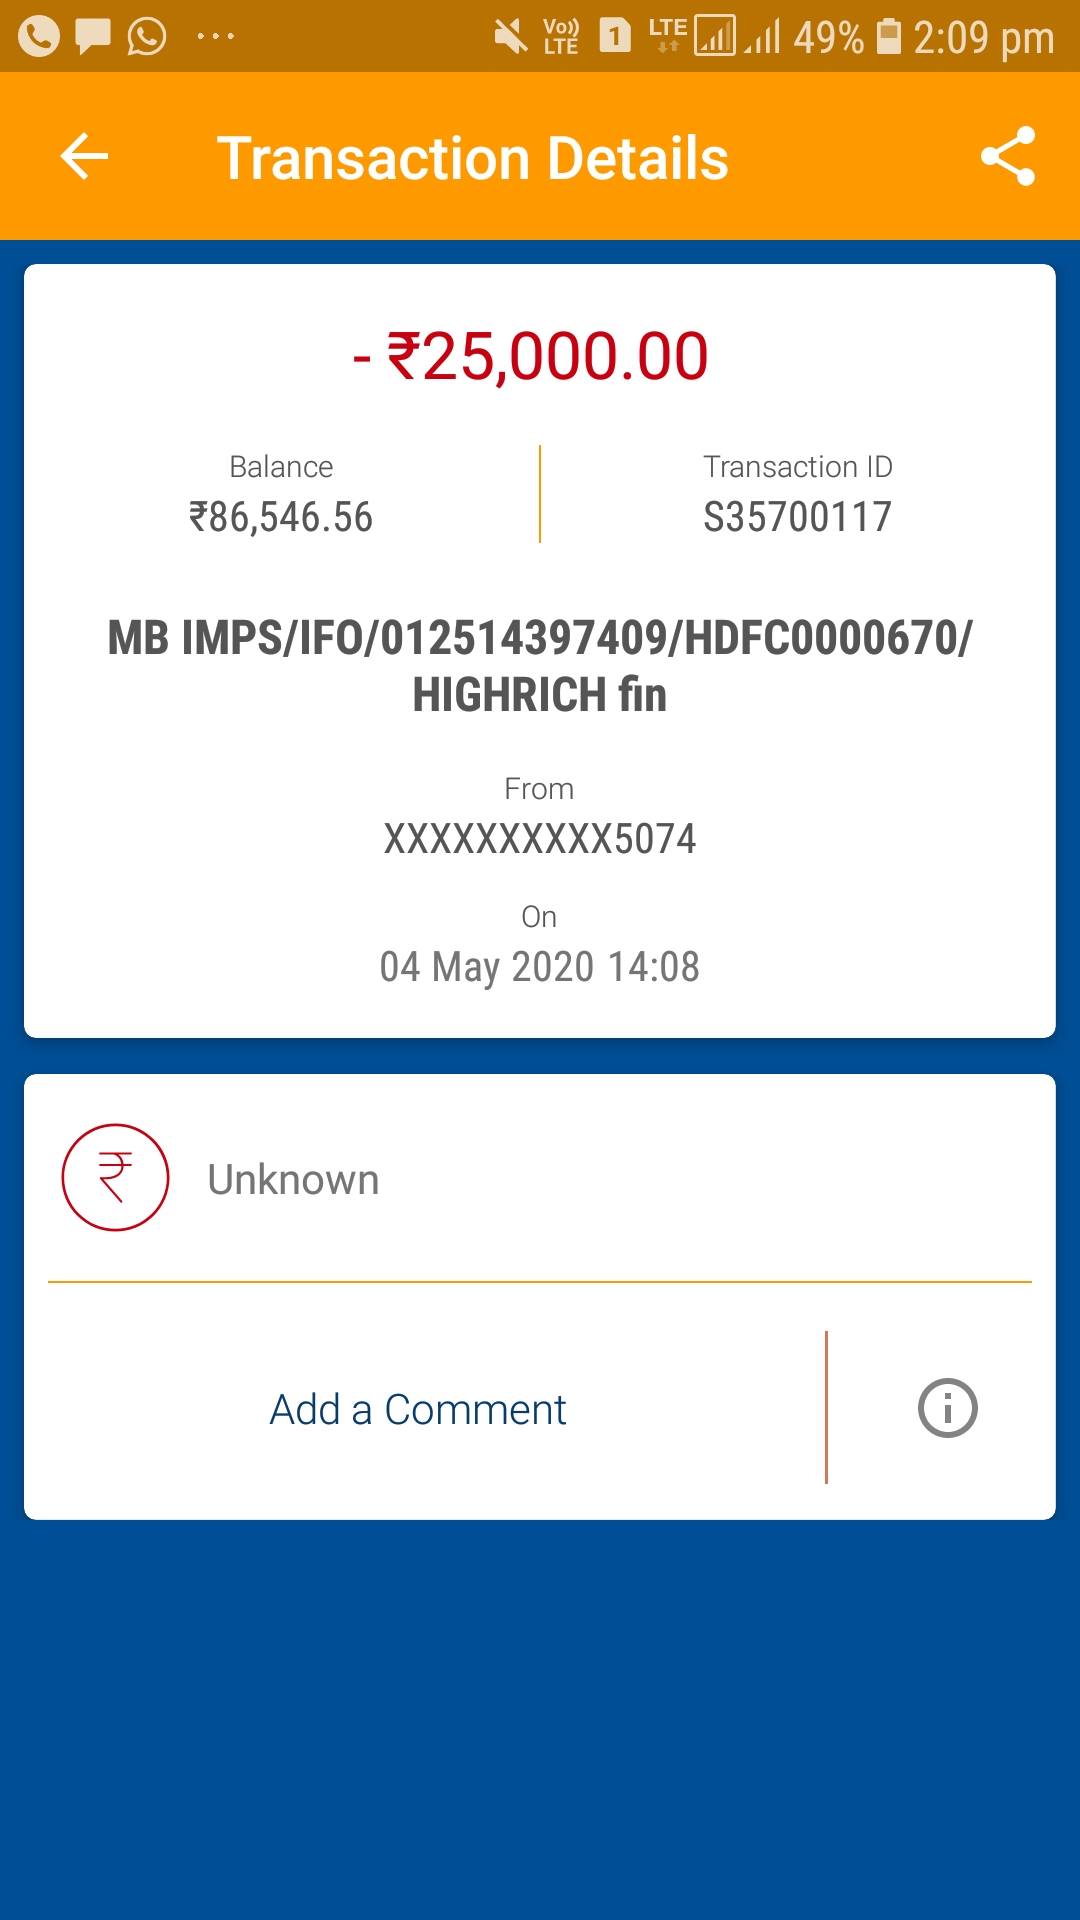 Vo)) LTE 1 LTE 49% 2:09 pm
Transaction Details
- ₹25,000.00
Balance
₹86,546.56
Transaction ID
S35700117
MB IMPS/IFO/012514397409/HDFC0000670/
HIGHRICH fin
From
XXXXXXXXXX5074
On
04 May 2020 14:08
Unknown
Add a Comment